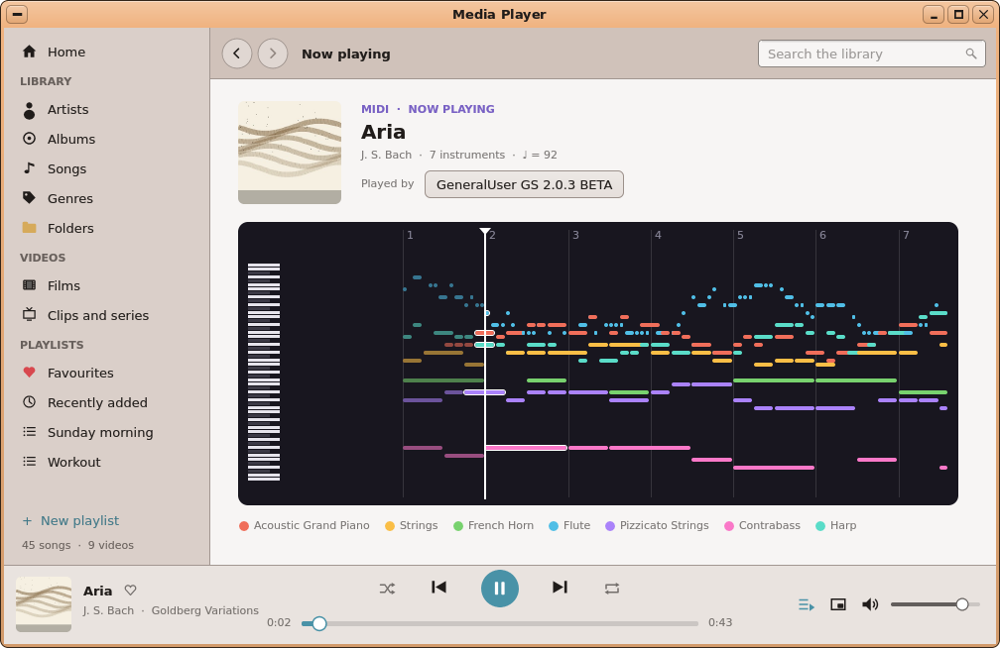 Media Player
Home
LIBRARY
Artists
Albums
Songs
Genres
Folders
VIDEOS
Films
Clips and series
PLAYLISTS
Favourites
Recently added
Sunday morning
Workout
+ New playlist
45 songs · 9 videos
Now playing
Search the library
MIDI · NOW PLAYING
Aria
J. S. Bach · 7 instruments · ♩ = 92
Played by GeneralUser GS 2.0.3 BETA
1 2 3 4 5 6 7
Acoustic Grand Piano Strings French Horn Flute Pizzicato Strings Contrabass Harp
Aria
J. S. Bach · Goldberg Variations
0:02 0:43